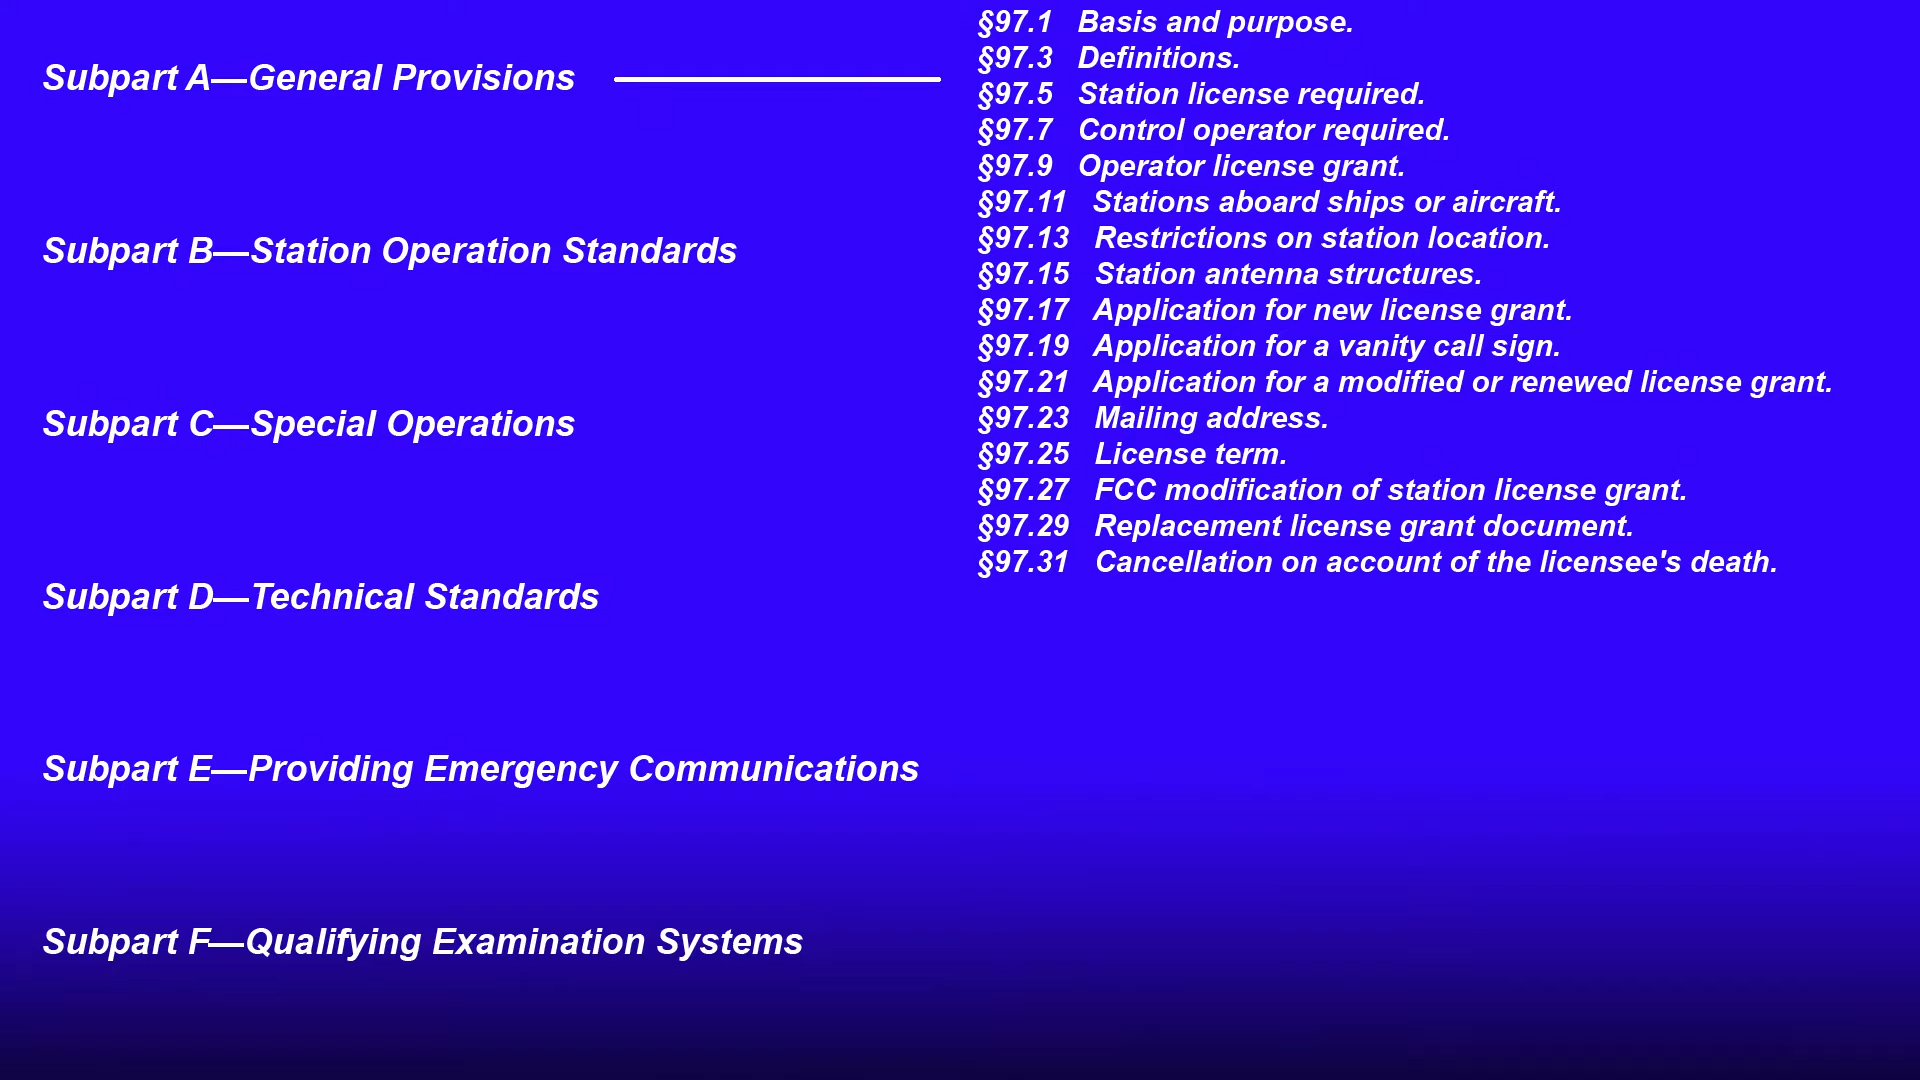 Subpart A—General Provisions
Subpart B—Station Operation Standards
Subpart C—Special Operations
Subpart D—Technical Standards
Subpart E—Providing Emergency Communications
Subpart F—Qualifying Examination Systems
§97.1 Basis and purpose.
§97.3 Definitions.
§97.5 Station license required.
§97.7 Control operator required.
§97.9 Operator license grant.
§97.11 Stations aboard ships or aircraft.
§97.13 Restrictions on station location.
§97.15 Station antenna structures.
§97.17 Application for new license grant.
§97.19 Application for a vanity call sign.
§97.21 Application for a modified or renewed license grant.
§97.23 Mailing address.
§97.25 License term.
§97.27 FCC modification of station license grant.
§97.29 Replacement license grant document.
§97.31 Cancellation on account of the licensee's death.